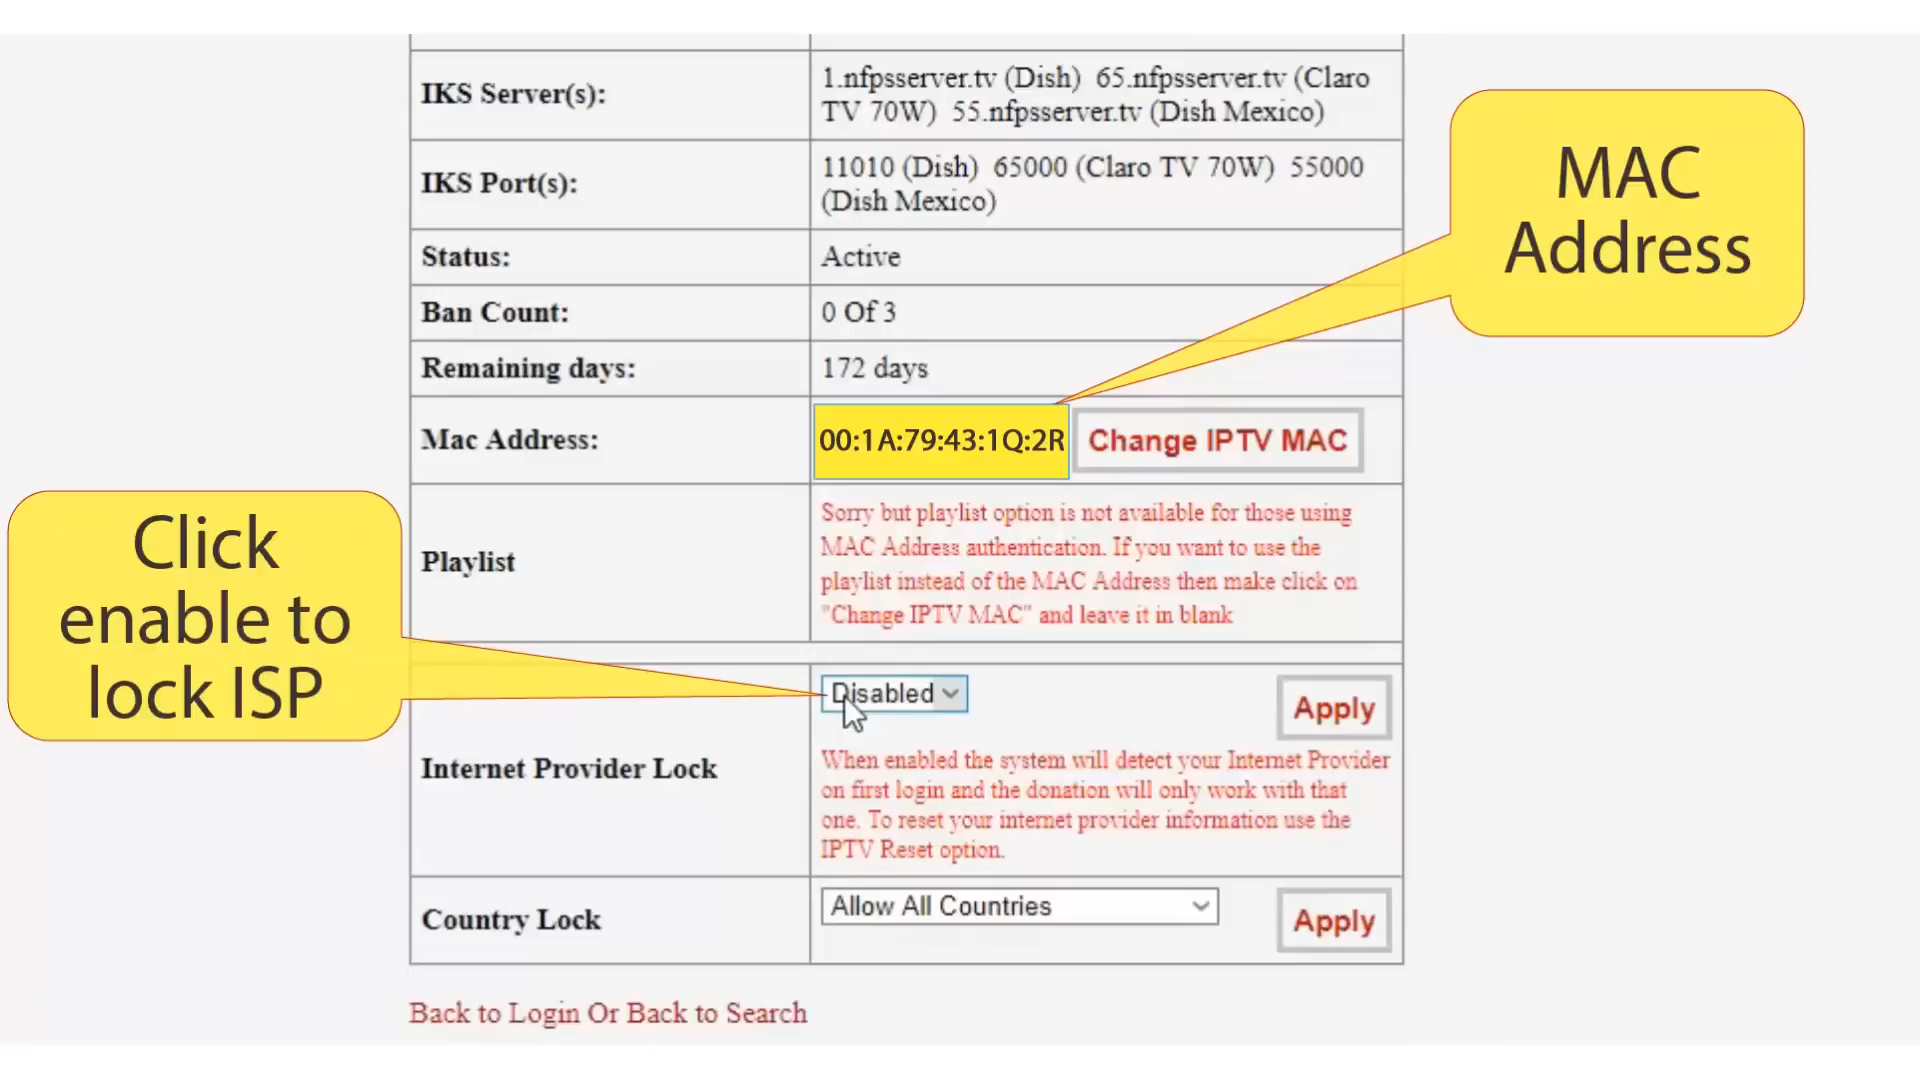 IKS Server(s):
1.nfpsserver.tv (Dish) 65.nfpsserver.tv (Claro
TV 70W) 55.nfpsserver.tv (Dish Mexico)
IKS Port(s):
11010 (Dish) 65000 (Claro TV 70W) 55000
(Dish Mexico)
MAC
Address
Status:
Active
Ban Count:
0 Of 3
Remaining days:
172 days
Mac Address:
00:1A:79:43:1Q:2R
Change IPTV MAC
Click
enable to
lock ISP
Playlist
Sorry but playlist option is not available for those using
MAC Address authentication. If you want to use the
playlist instead of the MAC Address then make click on
"Change IPTV MAC" and leave it in blank
Internet Provider Lock
Disabled
Apply
When enabled the system will detect your Internet Provider
on first login and the donation will only work with that
one. To reset your internet provider information use the
IPTV Reset option.
Country Lock
Allow All Countries
Apply
Back to Login Or Back to Search